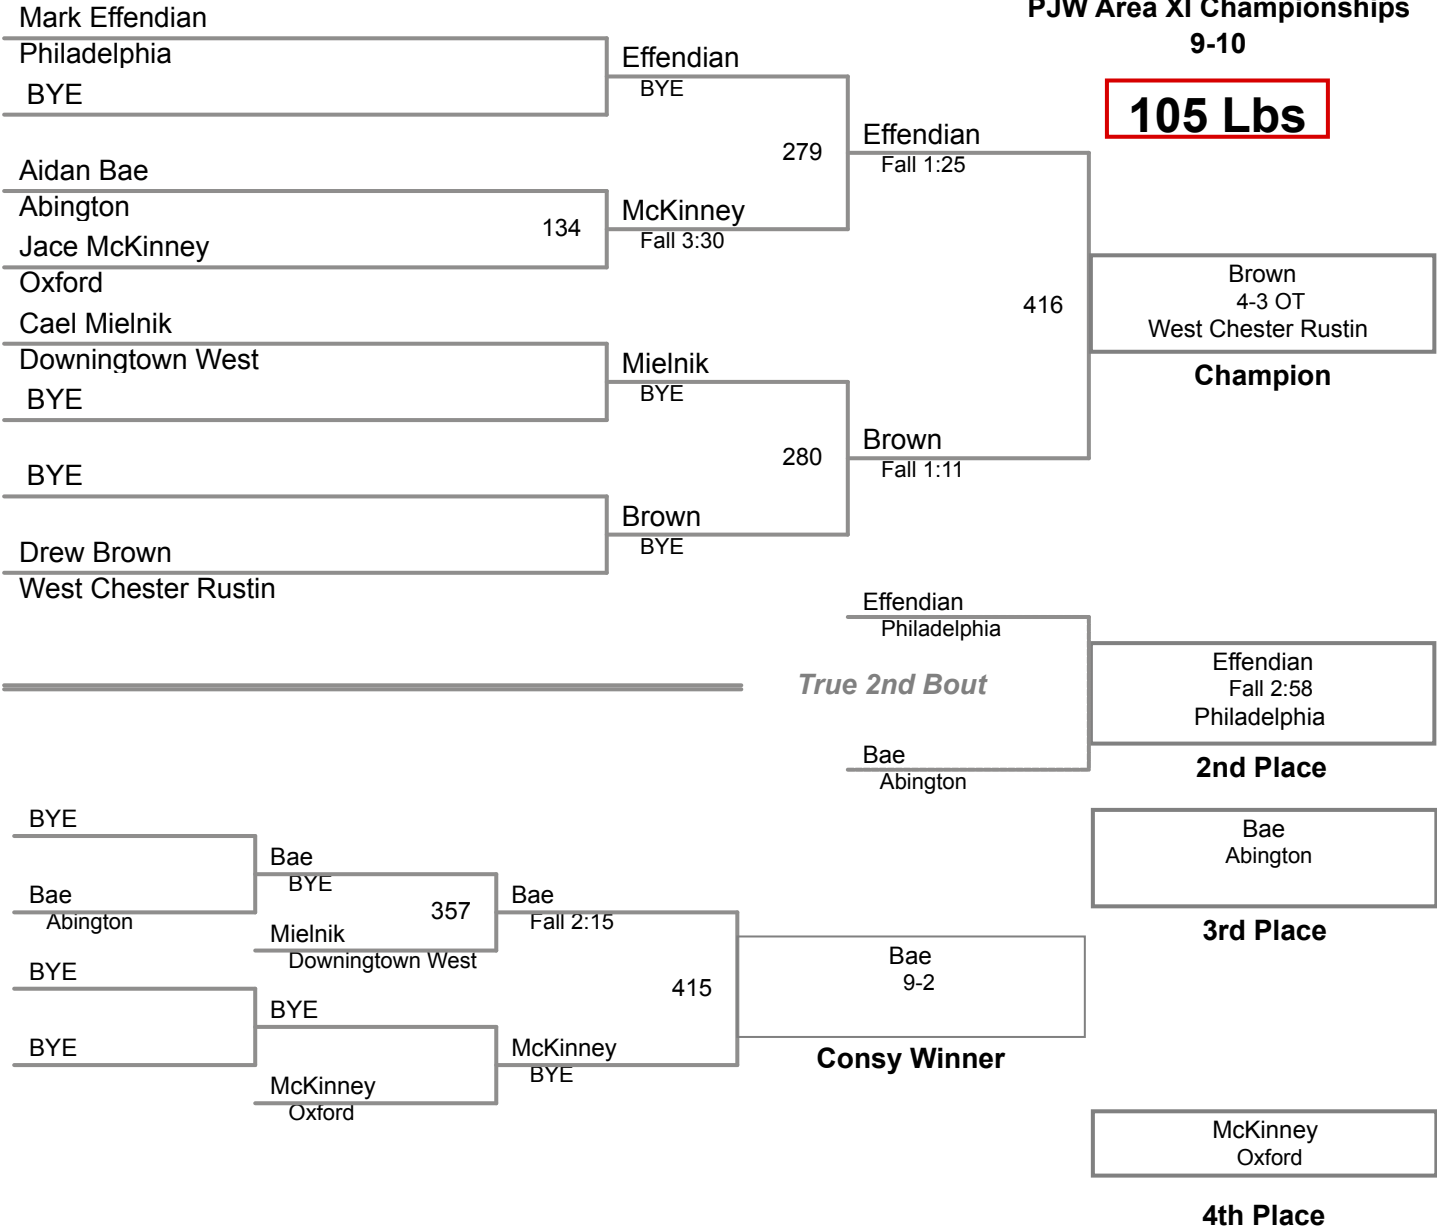 PJW Area XI Championships
9-10
105 Lbs
Mark Effendian
Philadelphia
BYE
Aidan Bae
Abington
Jace McKinney
Oxford
Cael Mielnik
Downingtown West
BYE
BYE
Drew Brown
West Chester Rustin
Effendian
BYE
134
McKinney
Fall 3:30
Mielnik
BYE
Brown
BYE
279
280
Effendian
Fall 1:25
Brown
Fall 1:11
416
Brown
4-3 OT
West Chester Rustin
Champion
Effendian
Philadelphia
True 2nd Bout
Bae
Abington
Effendian
Fall 2:58
Philadelphia
2nd Place
Bae
Abington
3rd Place
BYE
Bae
Abington
BYE
BYE
Bae
BYE
357
Mielnik
Downingtown West
BYE
McKinney
Oxford
Bae
Fall 2:15
415
McKinney
BYE
Bae
9-2
Consy Winner
McKinney
Oxford
4th Place